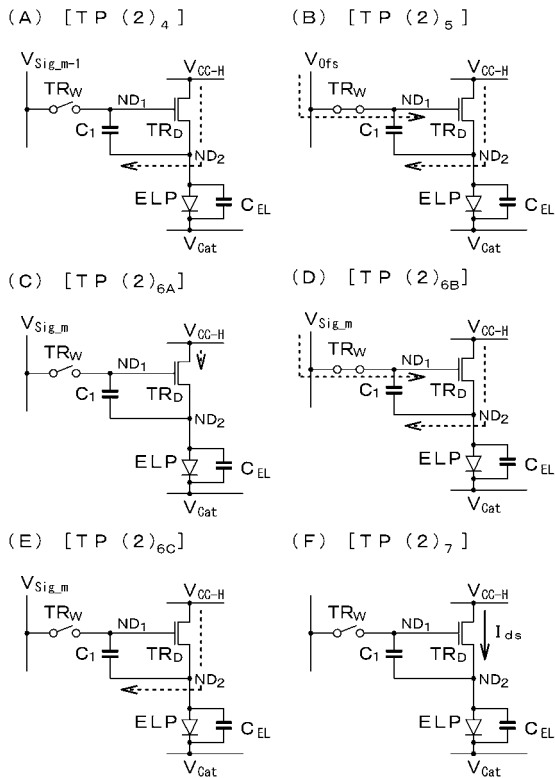 (A) [TP (2)4]
(B) [TP (2)5]
VSig_m-1
VCC-H
TRW
ND1
C1
TRD
ND2
ELP
CEL
VCat
VOfs
VCC-H
TRW
ND1
C1
TRD
ND2
ELP
CEL
VCat
(C) [TP (2)6A]
(D) [TP (2)6B]
VSig_m
VCC-H
TRW
ND1
C1
TRD
ND2
ELP
CEL
VCat
VSig_m
VCC-H
TRW
ND1
C1
TRD
ND2
ELP
CEL
VCat
(E) [TP (2)6C]
(F) [TP (2)7]
VSig_m
VCC-H
TRW
ND1
C1
TRD
ND2
ELP
CEL
VCat
VCC-H
TRW
ND1
Ids
C1
TRD
ND2
ELP
CEL
VCat